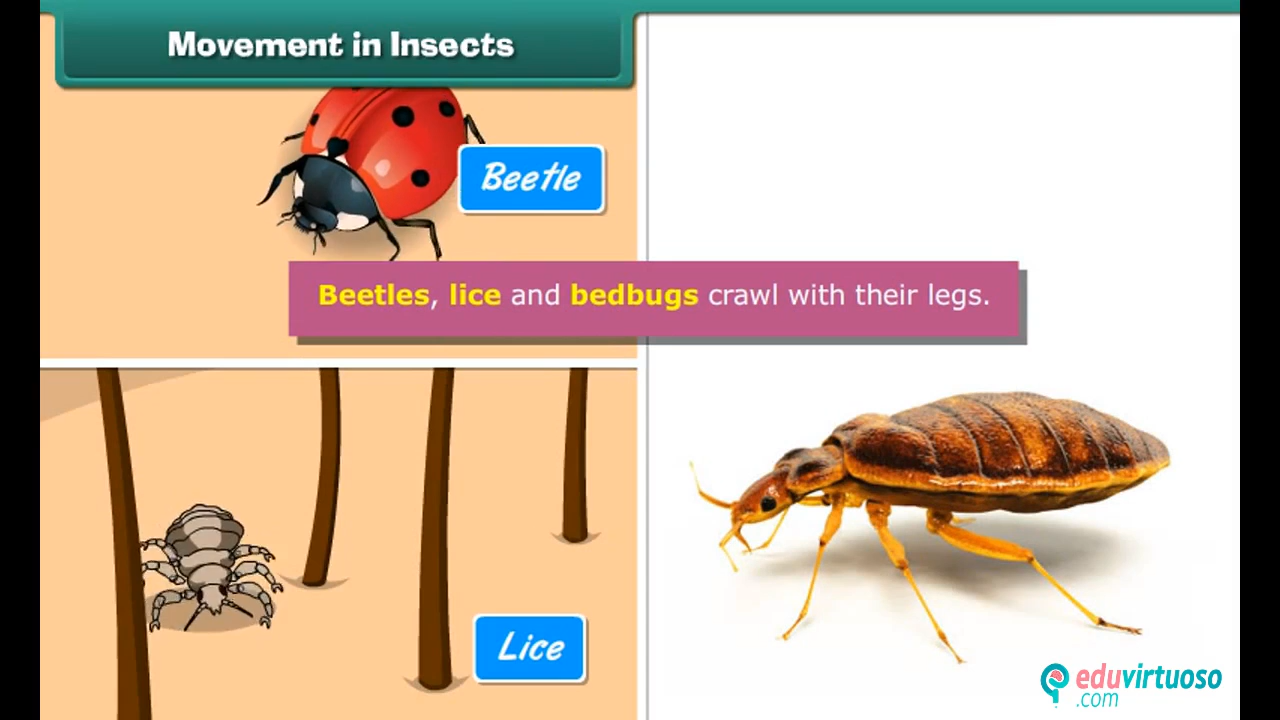 Movement in Insects
Beetle
Beetles, lice and bedbugs crawl with their legs.
Lice
eduvirtuoso
.com